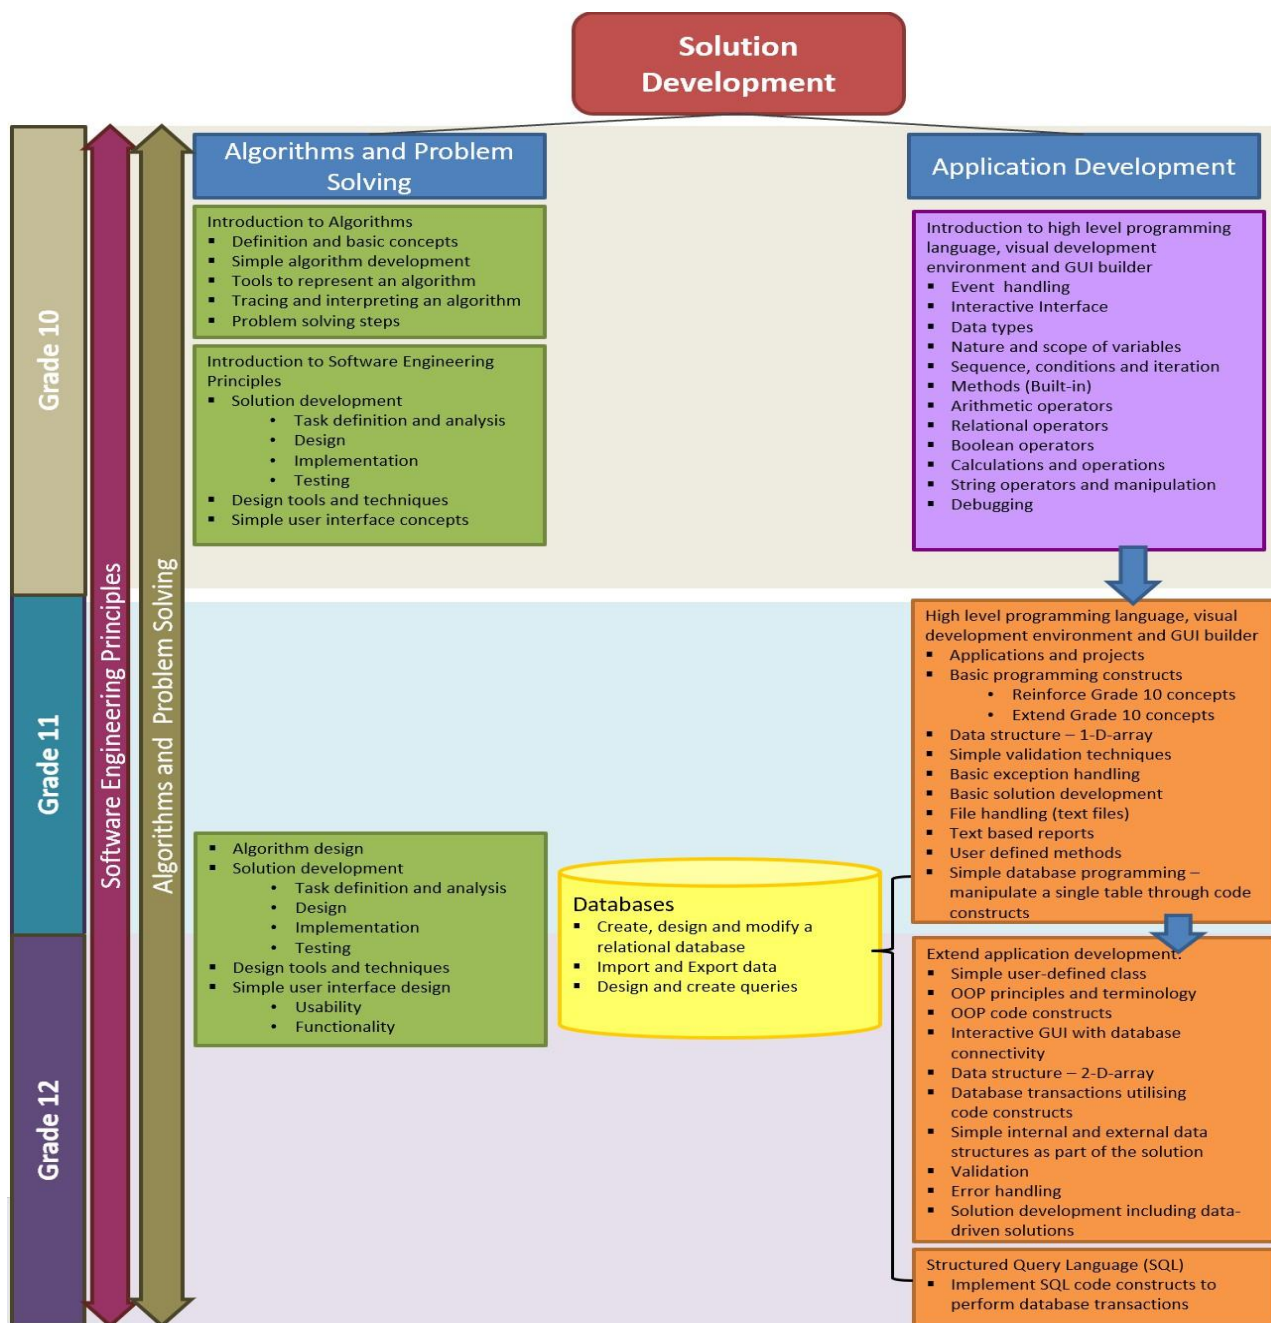 Solution
Development
Grade 10
Grade 11
Grade 12
Software Engineering Principles
Algorithms and Problem Solving
Algorithms and Problem
Solving
Introduction to Algorithms
▪ Definition and basic concepts
▪ Simple algorithm development
▪ Tools to represent an algorithm
▪ Tracing and interpreting an algorithm
▪ Problem solving steps
Introduction to Software Engineering
Principles
▪ Solution development
• Task definition and analysis
• Design
• Implementation
• Testing
▪ Design tools and techniques
▪ Simple user interface concepts
▪ Algorithm design
▪ Solution development
• Task definition and analysis
• Design
• Implementation
• Testing
▪ Design tools and techniques
▪ Simple user interface design
• Usability
• Functionality
Databases
▪ Create, design and modify a
relational database
▪ Import and Export data
▪ Design and create queries
Application Development
Introduction to high level programming
language, visual development
environment and GUI builder
▪ Event handling
▪ Interactive Interface
▪ Data types
▪ Nature and scope of variables
▪ Sequence, conditions and iteration
▪ Methods (Built-in)
▪ Arithmetic operators
▪ Relational operators
▪ Boolean operators
▪ Calculations and operations
▪ String operators and manipulation
▪ Debugging
High level programming language, visual
development environment and GUI builder
▪ Applications and projects
▪ Basic programming constructs
• Reinforce Grade 10 concepts
• Extend Grade 10 concepts
▪ Data structure – 1-D-array
▪ Simple validation techniques
▪ Basic exception handling
▪ Basic solution development
▪ File handling (text files)
▪ Text based reports
▪ User defined methods
▪ Simple database programming –
manipulate a single table through code
constructs
Extend application development:
▪ Simple user-defined class
▪ OOP principles and terminology
▪ OOP code constructs
▪ Interactive GUI with database
connectivity
▪ Data structure – 2-D-array
▪ Database transactions utilising
code constructs
▪ Simple internal and external data
structures as part of the solution
▪ Validation
▪ Error handling
▪ Solution development including data-
driven solutions
Structured Query Language (SQL)
▪ Implement SQL code constructs to
perform database transactions